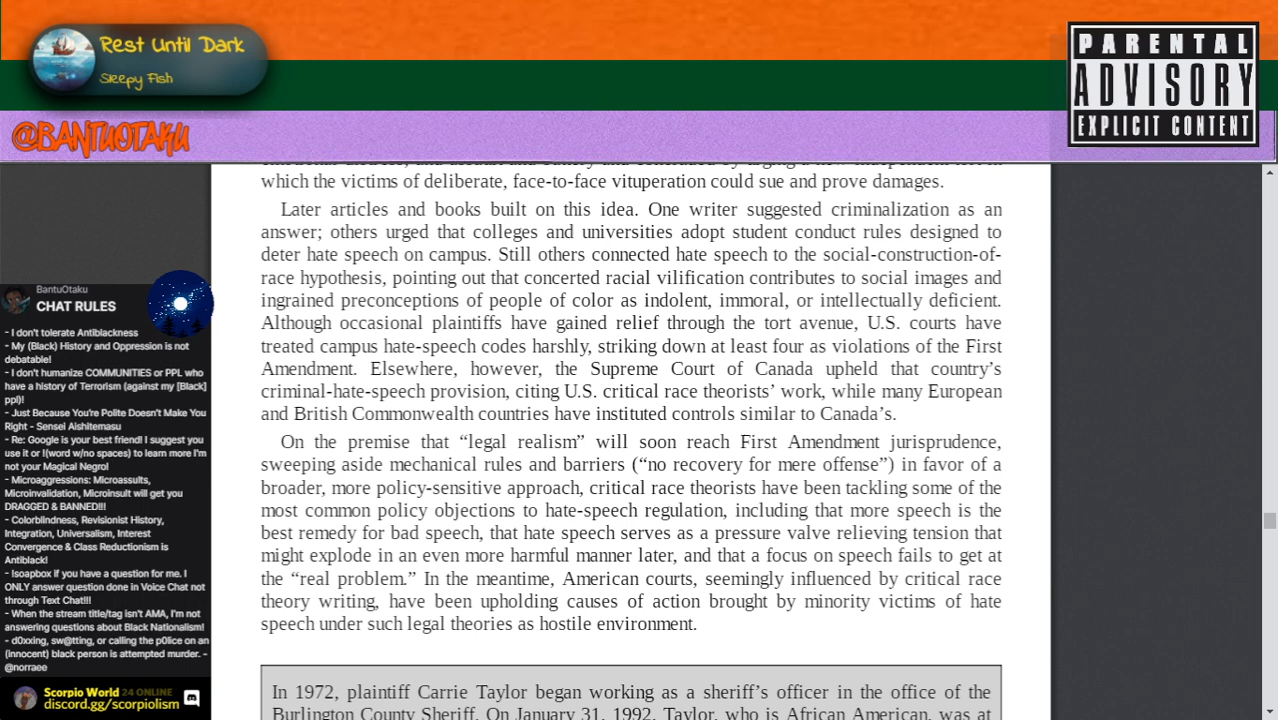 Rest Until Dark
Sleepy Fish
PARENTAL
ADVISORY
EXPLICIT CONTENT
@BANTUOTAKU
which the victims of deliberate, face-to-face vituperation could sue and prove damages.
Later articles and books built on this idea. One writer suggested criminalization as an
answer; others urged that colleges and universities adopt student conduct rules designed to
deter hate speech on campus. Still others connected hate speech to the social-construction-of-
race hypothesis, pointing out that concerted racial vilification contributes to social images and
ingrained preconceptions of people of color as indolent, immoral, or intellectually deficient.
Although occasional plaintiffs have gained relief through the tort avenue, U.S. courts have
treated campus hate-speech codes harshly, striking down at least four as violations of the First
Amendment. Elsewhere, however, the Supreme Court of Canada upheld that country’s
criminal-hate-speech provision, citing U.S. critical race theorists’ work, while many European
and British Commonwealth countries have instituted controls similar to Canada’s.
On the premise that “legal realism” will soon reach First Amendment jurisprudence,
sweeping aside mechanical rules and barriers (“no recovery for mere offense”) in favor of a
broader, more policy-sensitive approach, critical race theorists have been tackling some of the
most common policy objections to hate-speech regulation, including that more speech is the
best remedy for bad speech, that hate speech serves as a pressure valve relieving tension that
might explode in an even more harmful manner later, and that a focus on speech fails to get at
the “real problem.” In the meantime, American courts, seemingly influenced by critical race
theory writing, have been upholding causes of action brought by minority victims of hate
speech under such legal theories as hostile environment.
In 1972, plaintiff Carrie Taylor began working as a sheriff’s officer in the office of the
Burlington County Sheriff. On January 31, 1992, Taylor, who is African American, was at
BantuOtaku
CHAT RULES
- I don't tolerate Antiblackness
- My (Black) History and Oppression is not
debatable!
- I don't humanize COMMUNITIES or PPL who
have a history of Terrorism (against my [Black]
ppl)!
- Just Because You're Polite Doesn't Make You
Right - Sensei Aishitemasu
- Re: Google is your best friend! I suggest you
use it or !(word w/no spaces) to learn more I'm
not your Magical Negro!
- Microaggressions: Microassults,
Microinvalidation, Microinsult will get you
DRAGGED & BANNED!!!
- Colorblindness, Revisionist History,
Integration, Universalism, Interest
Convergence & Class Reductionism is
Antiblack!
- !soapbox if you have a question for me. I
ONLY answer question done in Voice Chat not
through Text Chat!!!
- When the stream title/tag isn't AMA, I'm not
answering questions about Black Nationalism!
- d0xxing, sw@tting, or calling the p0lice on an
(innocent) black person is attempted murder. -
@norraee
Scorpio World 24 ONLINE
discord.gg/scorpiolism